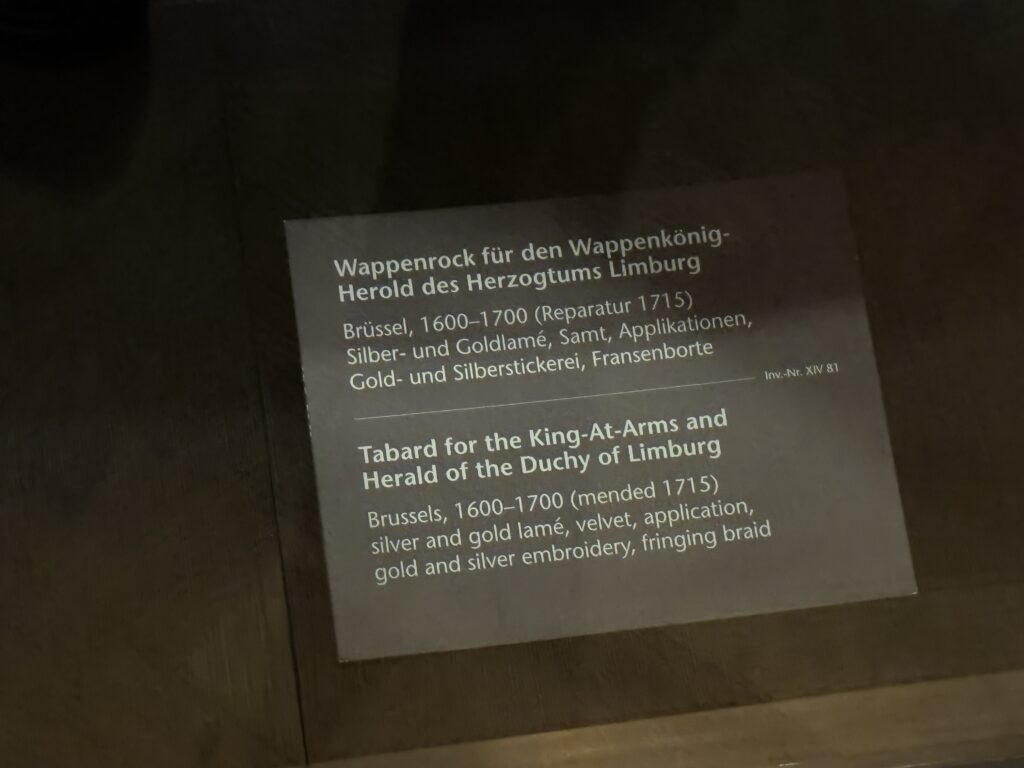 Wappenrock für den Wappenkönig-
Herold des Herzogtums Limburg
Brüssel, 1600–1700 (Reparatur 1715)
Silber- und Goldlamé, Samt, Applikationen,
Gold- und Silberstickerei, Fransenborte
Inv.-Nr. XIV 81
Tabard for the King-At-Arms and
Herald of the Duchy of Limburg
Brussels, 1600–1700 (mended 1715)
silver and gold lamé, velvet, application,
gold and silver embroidery, fringing braid